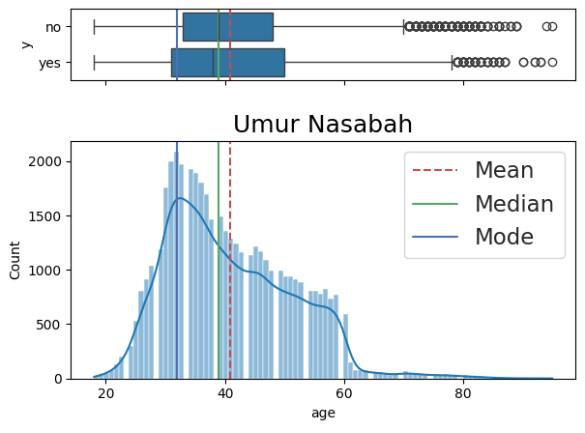 y
no
yes
Umur Nasabah
Count
2000
1500
1000
500
0
Mean
Median
Mode
20 40 60 80
age